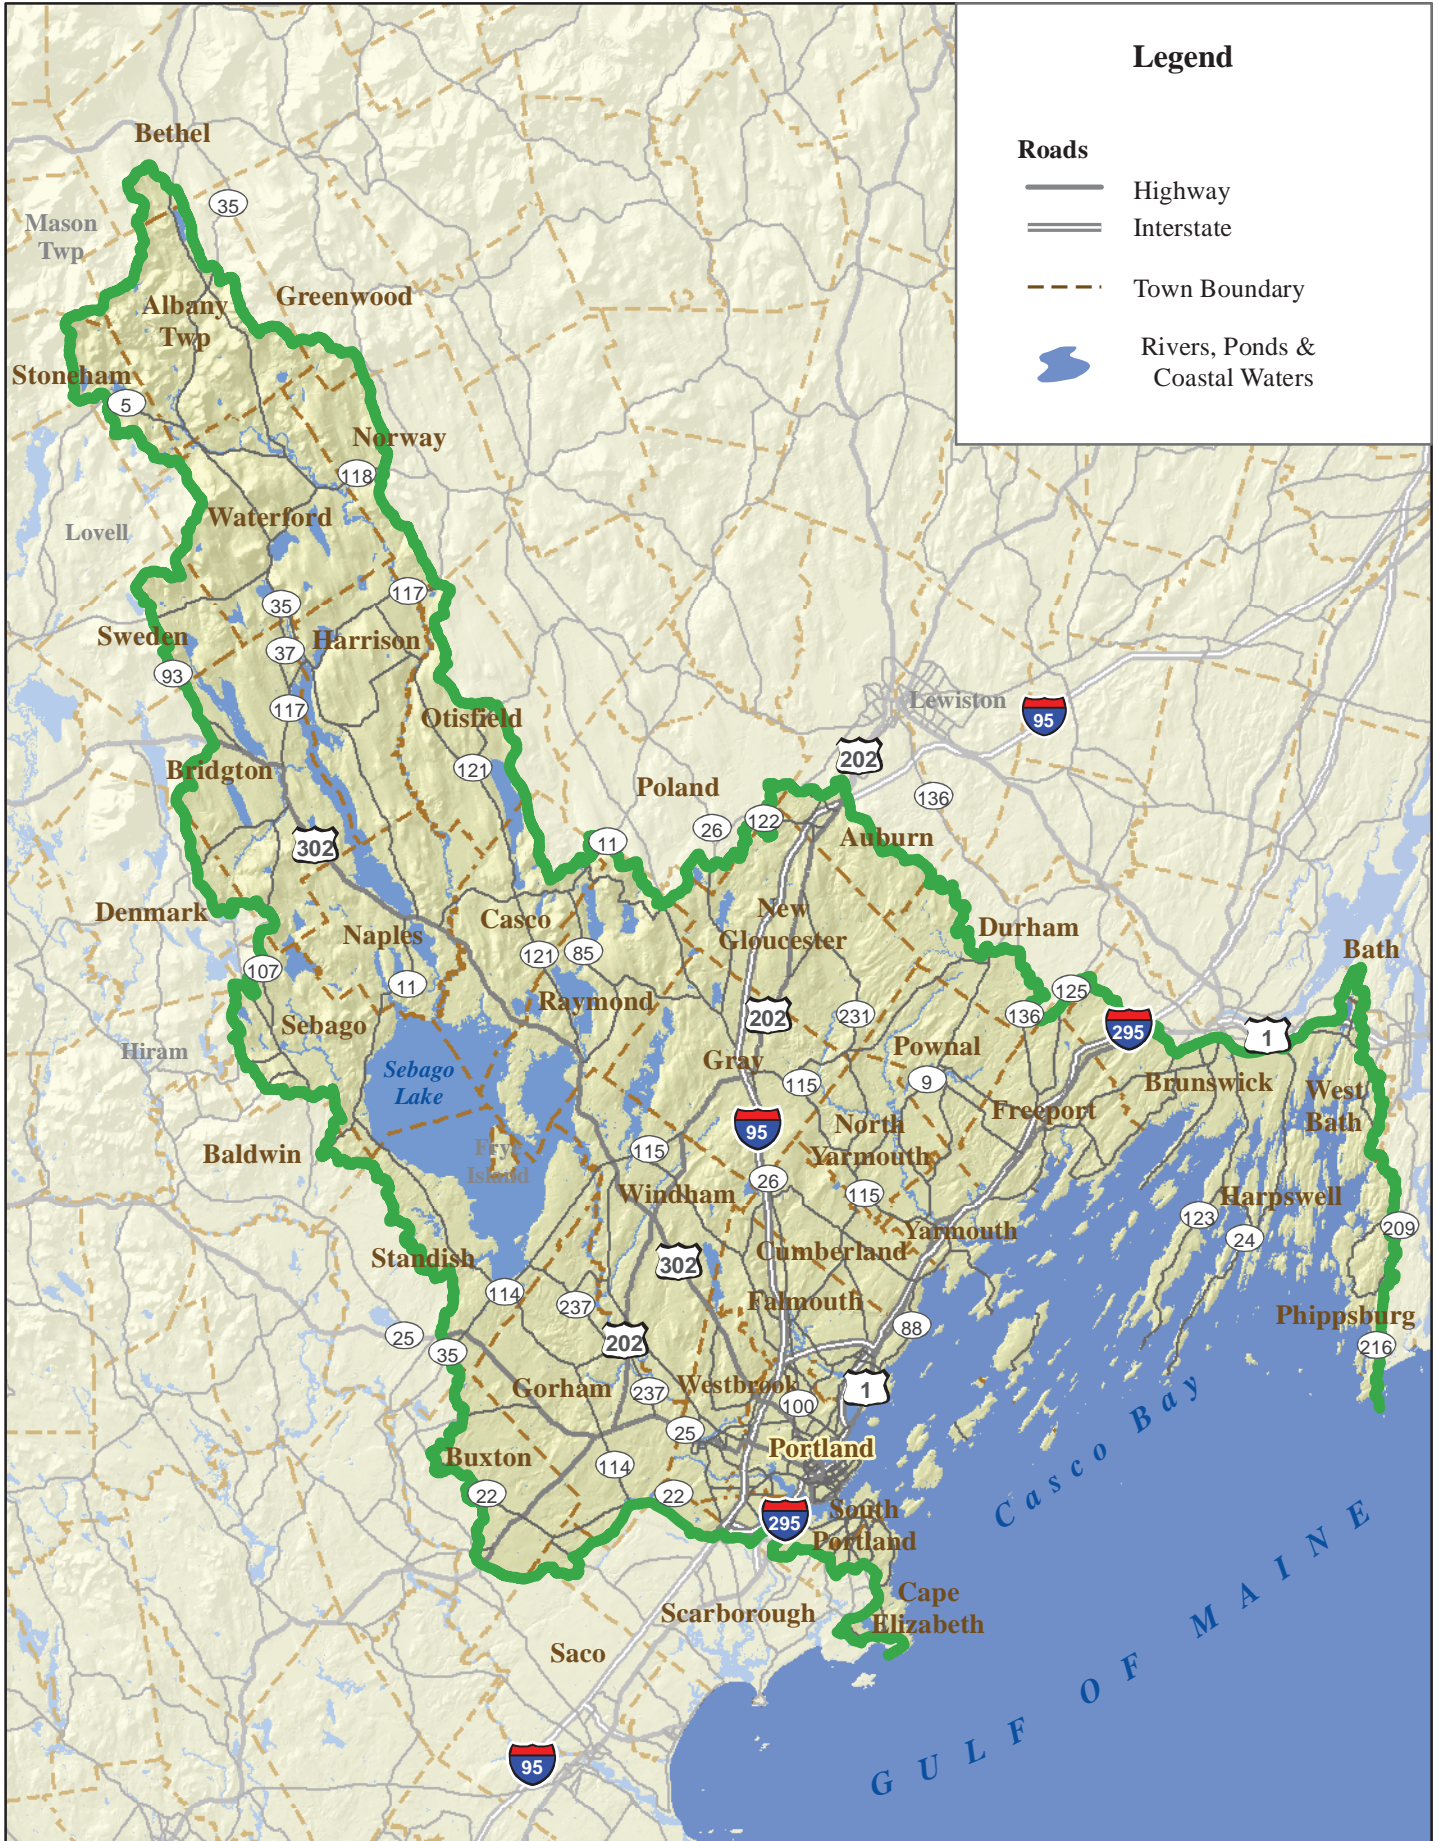 Legend
Roads
Highway
Interstate
Town Boundary
Rivers, Ponds &
Coastal Waters
Bethel
35
Mason
Twp
Greenwood
Albany
Twp
Stoneham
5
Norway
118
Waterford
Lovell
117
35
Sweden
Harrison
37
93
117
Otisfield
Lewiston
95
202
Bridgton
121
Poland
136
26
122
Auburn
11
302
Denmark
Casco
New
Gloucester
Durham
Naples
121
85
Bath
107
11
Raymond
125
Sebago
202
231
136
295
1
Hiram
Sebago
Lake
Gray
Pownal
115
9
Brunswick
West
Bath
Freeport
95
North
Yarmouth
Baldwin
Frye
Island
115
26
Windham
115
Harpswell
123
209
24
Yarmouth
Standish
Cumberland
302
114
237
Falmouth
Phippsburg
25
35
202
88
216
Gorham
237
Westbrook
1
100
25
Portland
Buxton
114
22
22
Casco Bay
295
South
Portland
Cape
Elizabeth
Scarborough
Saco
GULF OF MAINE
95